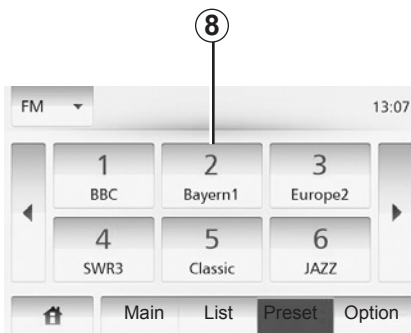 8
FM 13:07
1 2 3
BBC Bayern1 Europe2
4 5 6
SWR3 Classic JAZZ
Main List Preset Option